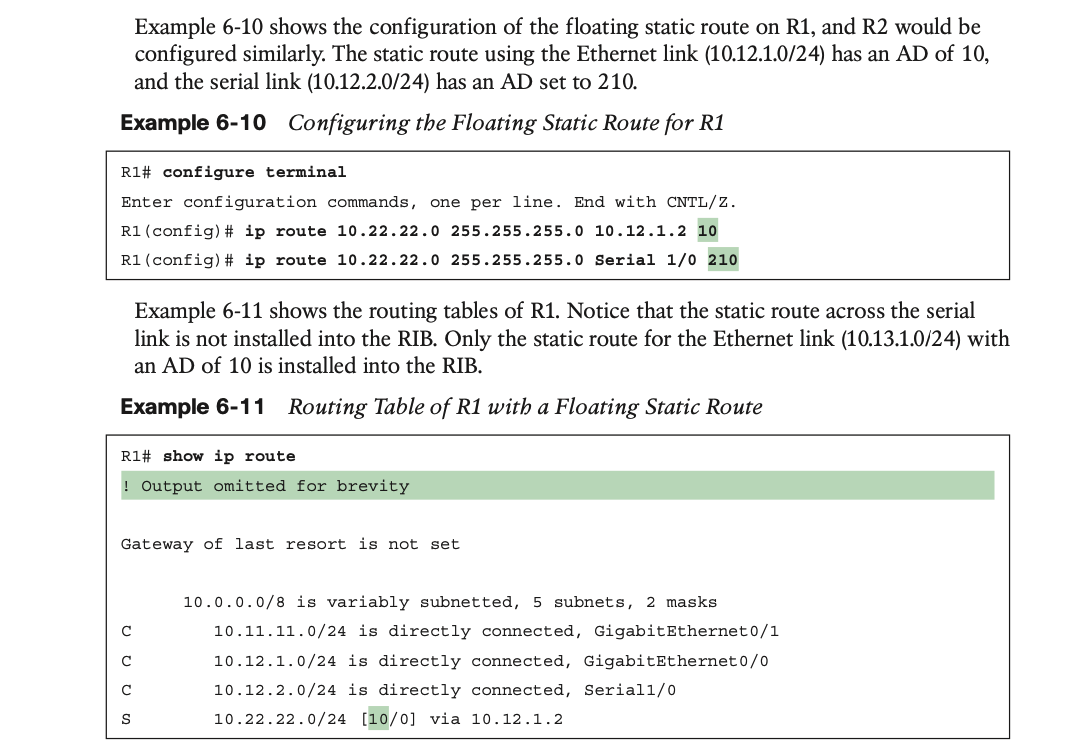 Example 6-10 shows the configuration of the floating static route on R1, and R2 would be
configured similarly. The static route using the Ethernet link (10.12.1.0/24) has an AD of 10,
and the serial link (10.12.2.0/24) has an AD set to 210.
Example 6-10 Configuring the Floating Static Route for R1
R1# configure terminal
Enter configuration commands, one per line. End with CNTL/Z.
R1(config)# ip route 10.22.22.0 255.255.255.0 10.12.1.2 10
R1(config)# ip route 10.22.22.0 255.255.255.0 Serial 1/0 210
Example 6-11 shows the routing tables of R1. Notice that the static route across the serial
link is not installed into the RIB. Only the static route for the Ethernet link (10.13.1.0/24) with
an AD of 10 is installed into the RIB.
Example 6-11 Routing Table of R1 with a Floating Static Route
R1# show ip route
! Output omitted for brevity
Gateway of last resort is not set
10.0.0.0/8 is variably subnetted, 5 subnets, 2 masks
C 10.11.11.0/24 is directly connected, GigabitEthernet0/1
C 10.12.1.0/24 is directly connected, GigabitEthernet0/0
C 10.12.2.0/24 is directly connected, Serial1/0
S 10.22.22.0/24 [10/0] via 10.12.1.2